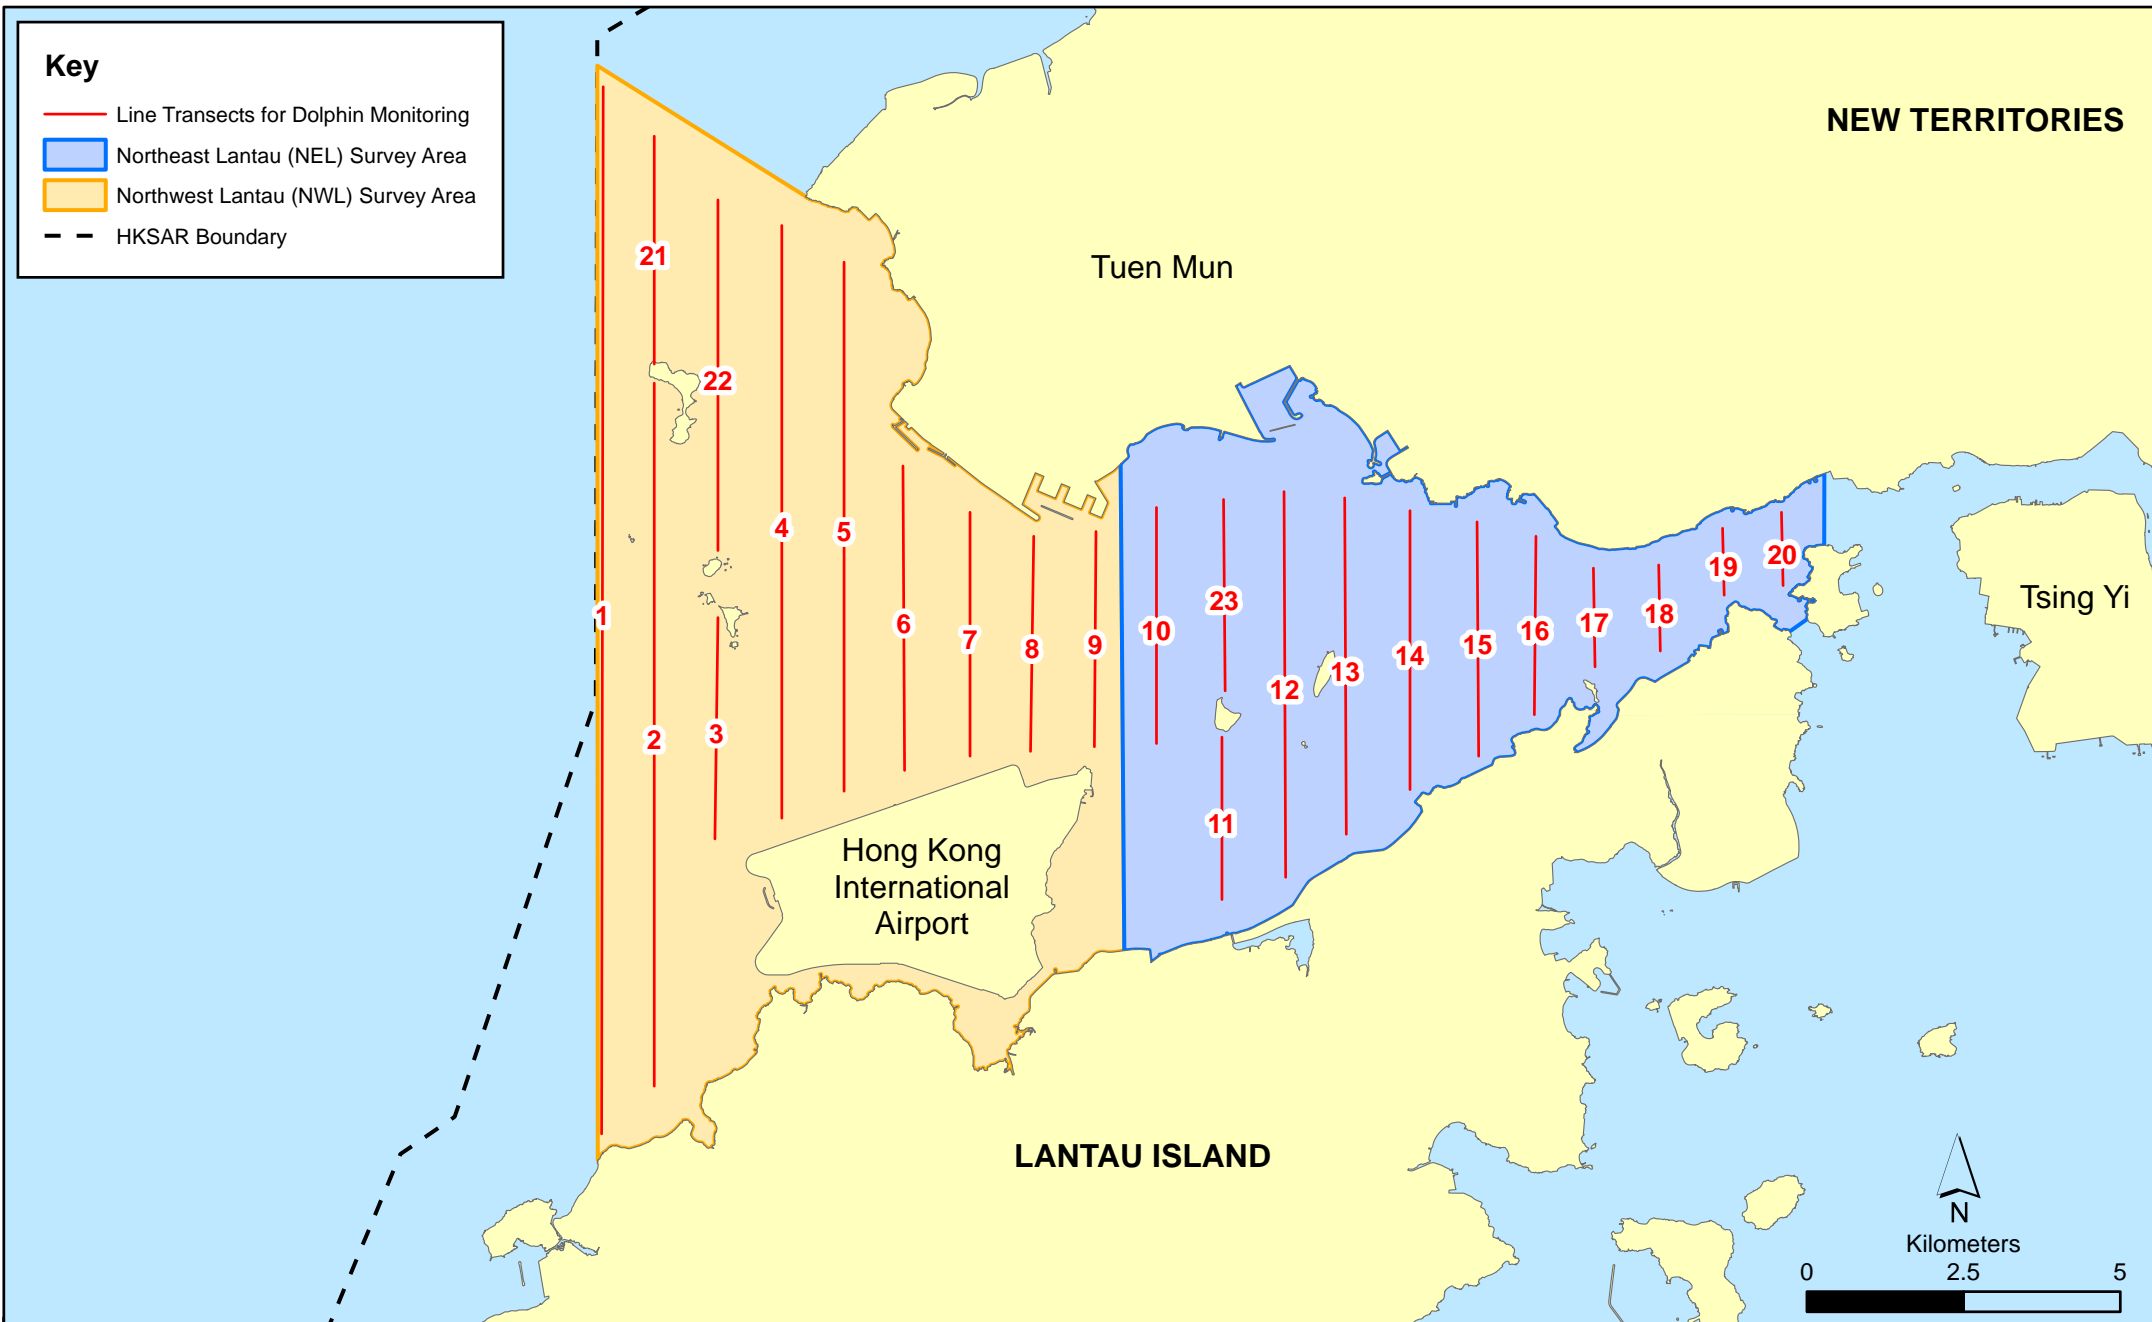 Key
Line Transects for Dolphin Monitoring
Northeast Lantau (NEL) Survey Area
Northwest Lantau (NWL) Survey Area
HKSAR Boundary
NEW TERRITORIES
Tuen Mun
21
22
4
5
1
6
7
8
9
2
3
10
23
12
13
14
15
16
17
18
19
20
11
Tsing Yi
Hong Kong
International
Airport
LANTAU ISLAND
N
Kilometers
0 2.5 5